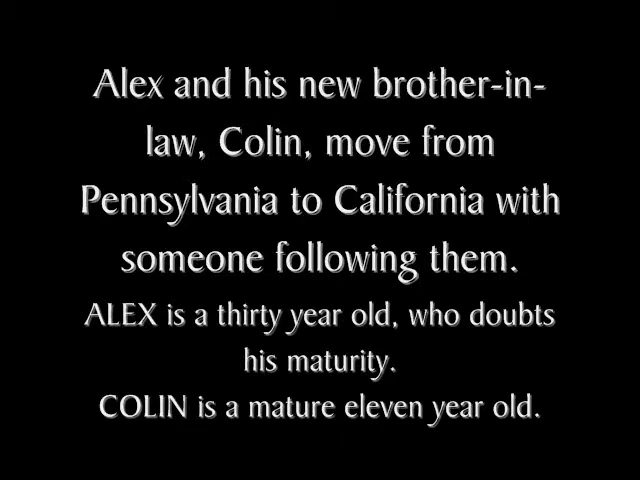 Alex and his new brother-in-
law, Colin, move from
Pennsylvania to California with
someone following them.
ALEX is a thirty year old, who doubts
his maturity.
COLIN is a mature eleven year old.